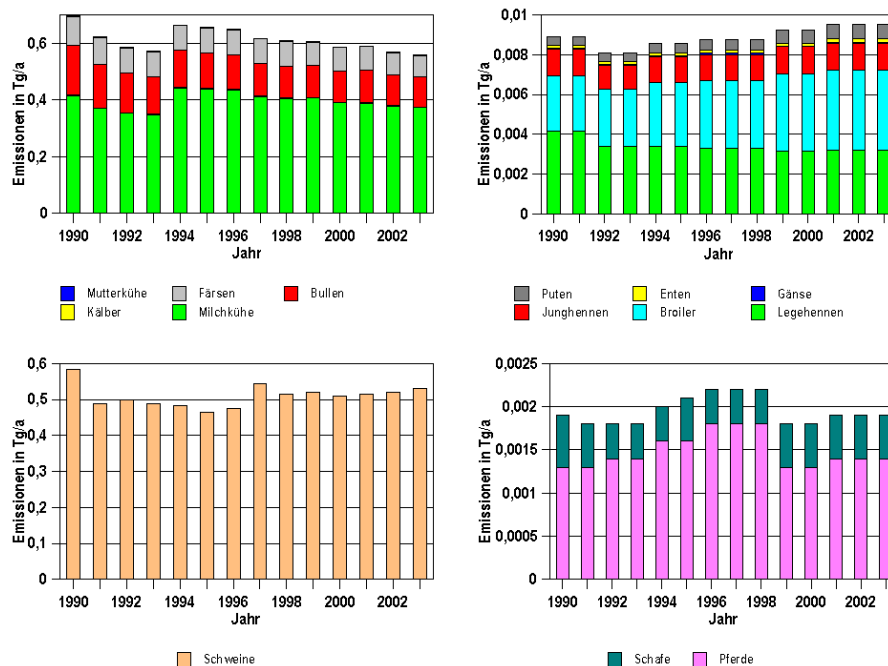 Emissionen in Tg/a
0,6
0,4
0,2
0
1990 1992 1994 1996 1998 2000 2002
Jahr
Mutterkühe Färsen Bullen
Kälber Milchkühe
Emissionen in Tg/a
0,01
0,008
0,006
0,004
0,002
0
1990 1992 1994 1996 1998 2000 2002
Jahr
Puten Enten Gänse
Junghennen Broiler Legehennen
Emissionen in Tg/a
0,6
0,5
0,4
0,3
0,2
0,1
0
1990 1992 1994 1996 1998 2000 2002
Jahr
Schweine
Emissionen in Tg/a
0,0025
0,002
0,0015
0,001
0,0005
0
1990 1992 1994 1996 1998 2000 2002
Jahr
Schafe Pferde